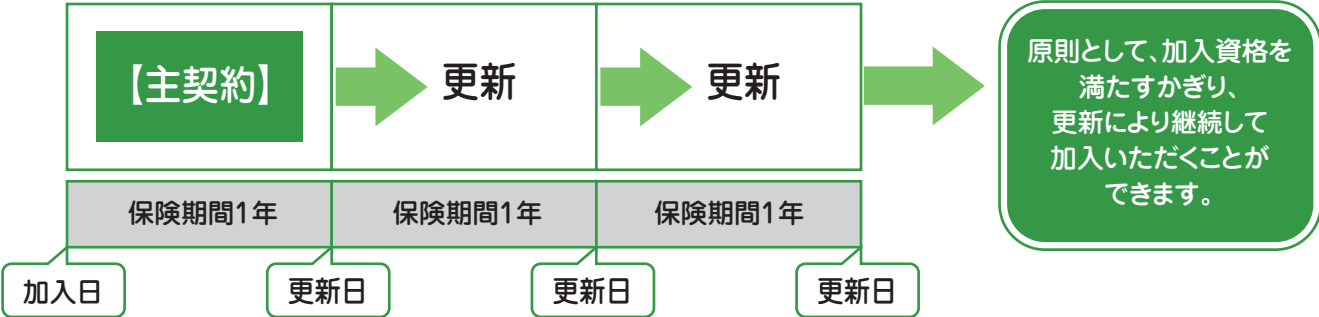 【主契約】
更新
更新
原則として、加入資格を
満たすかぎり、
更新により継続して
加入いただくことが
できます。
保険期間1年
保険期間1年
保険期間1年
加入日
更新日
更新日
更新日